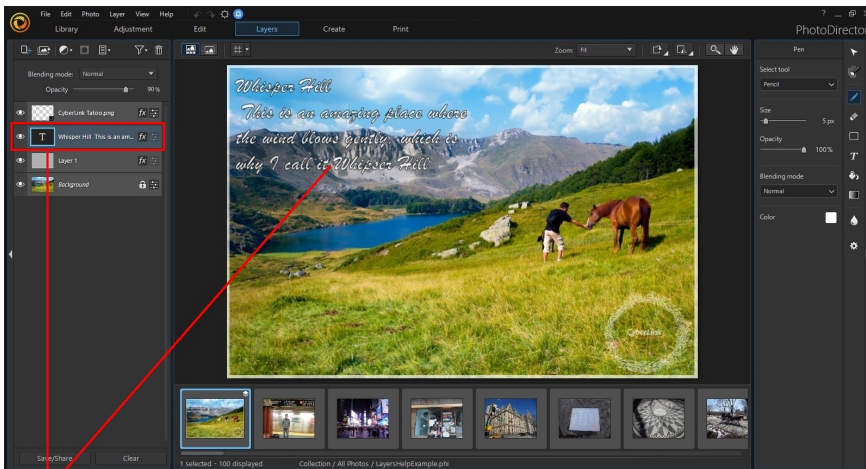 File Edit Photo Layer View Help
?
Library Adjustment Edit Layers Create Print
PhotoDirector
Blending mode: Normal
Opacity 90%
CyberLink Tatoo.png fx
T Whisper Hill This is an am... fx
Layer 1 fx
Background
Save/Share Clear
Zoom: Fit
Whisper Hill
This is an amazing place where
the wind blows gently, which is
why I call it Whipser Hill
CyberLink
1 selected - 100 displayed Collection / All Photos / LayersHelpExample.phi
Pen
Select tool
Pencil
Size
5 px
Opacity
100%
Blending mode
Normal
Color
T